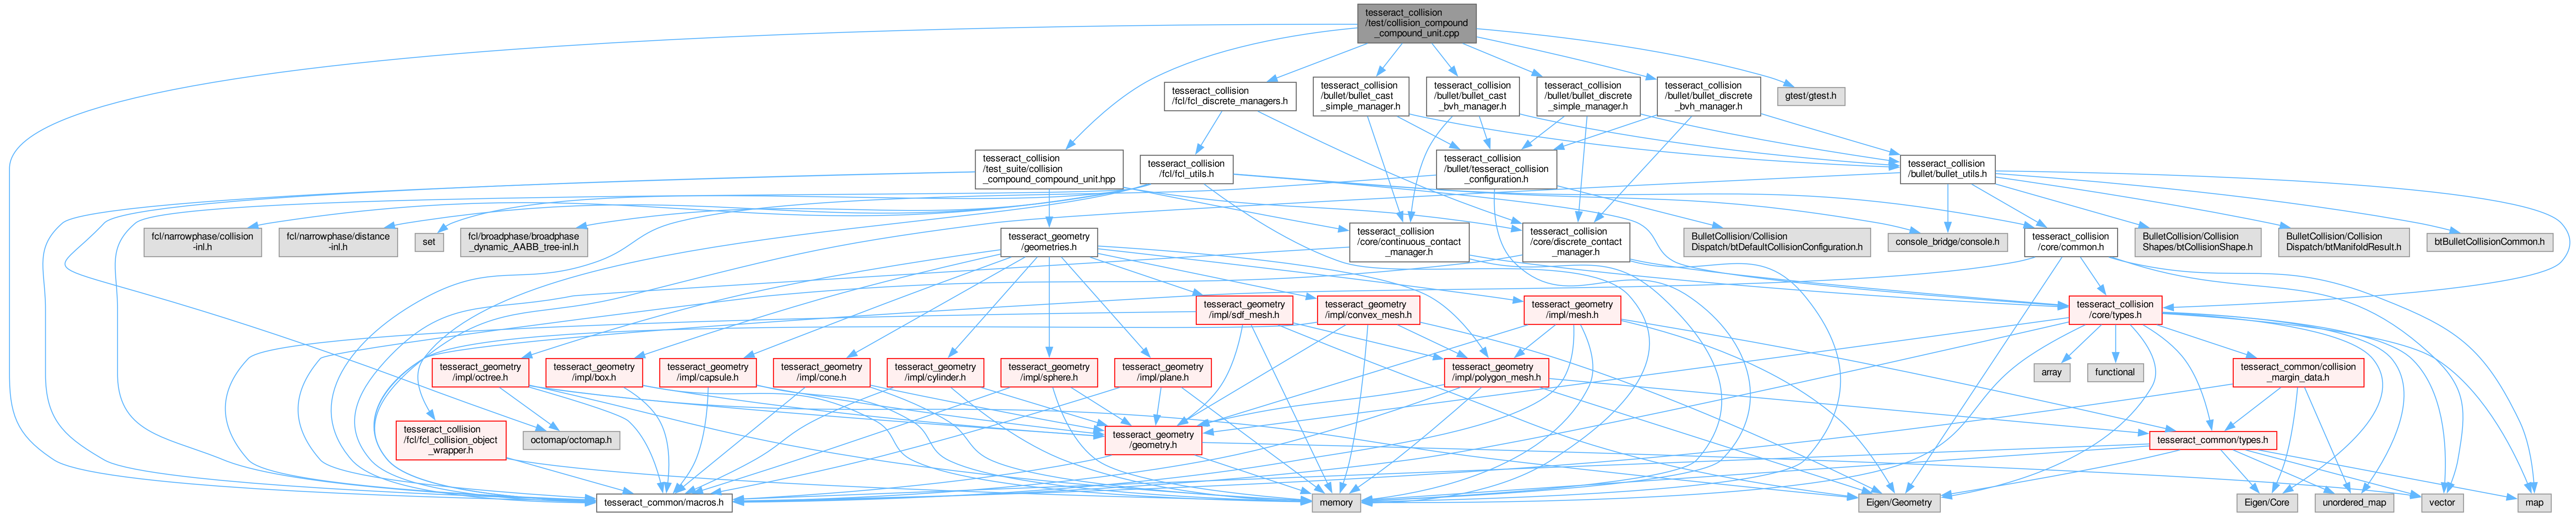 tesseract_collision
/test/collision_compound
_compound_unit.cpp
tesseract_collision
/fcl/fcl_discrete_managers.h
tesseract_collision
/bullet/bullet_cast
_simple_manager.h
tesseract_collision
/bullet/bullet_cast
_bvh_manager.h
tesseract_collision
/bullet/bullet_discrete
_simple_manager.h
tesseract_collision
/bullet/bullet_discrete
_bvh_manager.h
gtest/gtest.h
tesseract_collision
/test_suite/collision
_compound_compound_unit.hpp
tesseract_collision
/fcl/fcl_utils.h
tesseract_collision
/bullet/tesseract_collision
_configuration.h
tesseract_collision
/bullet/bullet_utils.h
fcl/narrowphase/collision
-inl.h
fcl/narrowphase/distance
-inl.h
set
fcl/broadphase/broadphase
_dynamic_AABB_tree-inl.h
tesseract_geometry
/geometries.h
tesseract_collision
/core/continuous_contact
_manager.h
tesseract_collision
/core/discrete_contact
_manager.h
BulletCollision/Collision
Dispatch/btDefaultCollisionConfiguration.h
console_bridge/console.h
tesseract_collision
/core/common.h
BulletCollision/Collision
Shapes/btCollisionShape.h
BulletCollision/Collision
Dispatch/btManifoldResult.h
btBulletCollisionCommon.h
tesseract_geometry
/impl/sdf_mesh.h
tesseract_geometry
/impl/convex_mesh.h
tesseract_geometry
/impl/mesh.h
tesseract_collision
/core/types.h
tesseract_geometry
/impl/octree.h
tesseract_geometry
/impl/box.h
tesseract_geometry
/impl/capsule.h
tesseract_geometry
/impl/cone.h
tesseract_geometry
/impl/cylinder.h
tesseract_geometry
/impl/sphere.h
tesseract_geometry
/impl/plane.h
tesseract_geometry
/impl/polygon_mesh.h
array
functional
tesseract_common/collision
_margin_data.h
tesseract_collision
/fcl/fcl_collision_object
_wrapper.h
octomap/octomap.h
tesseract_geometry
/geometry.h
tesseract_common/types.h
tesseract_common/macros.h
memory
Eigen/Geometry
Eigen/Core
unordered_map
vector
map